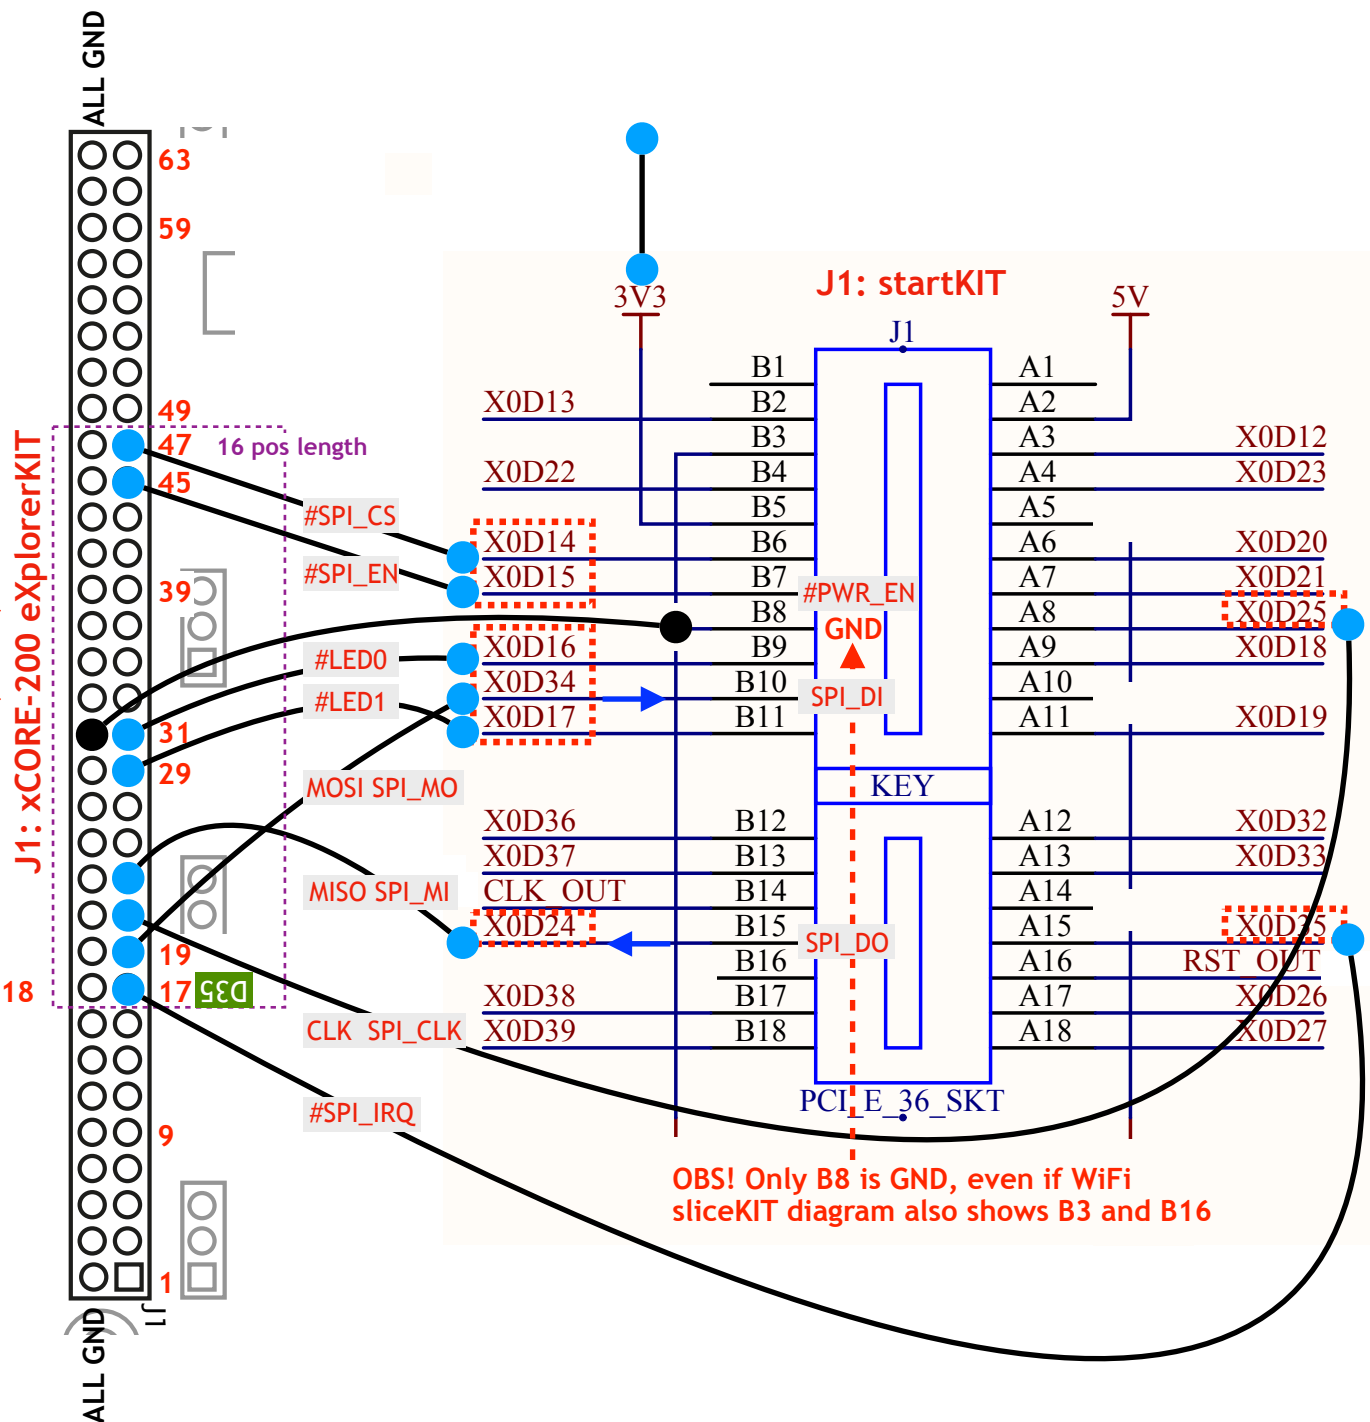 ALL GND
63
59
49
47
45
39
31
29
19
17
D35
18
9
1
J1
ALL GND
J1: xCORE-200 eXplorerKIT
16 pos length
#SPI_CS
#SPI_EN
#LED0
#LED1
MOSI SPI_MO
MISO SPI_MI
CLK SPI_CLK
#SPI_IRQ
J1: startKIT
3V3
5V
J1
B1 A1
X0D13 B2 A2
B3 A3 X0D12
X0D22 B4 A4 X0D23
B5 A5
X0D14 B6 A6 X0D20
X0D15 B7 A7 X0D21
#PWR_EN
B8 GND A8 X0D25
X0D16 B9 A9 X0D18
X0D34 B10 SPI_DI A10
X0D17 B11 A11 X0D19
KEY
X0D36 B12 A12 X0D32
X0D37 B13 A13 X0D33
CLK_OUT B14 A14
X0D24 B15 SPI_DO A15 X0D35
B16 A16 RST_OUT
X0D38 B17 A17 X0D26
X0D39 B18 A18 X0D27
PCI_E_36_SKT
OBS! Only B8 is GND, even if WiFi
sliceKIT diagram also shows B3 and B16